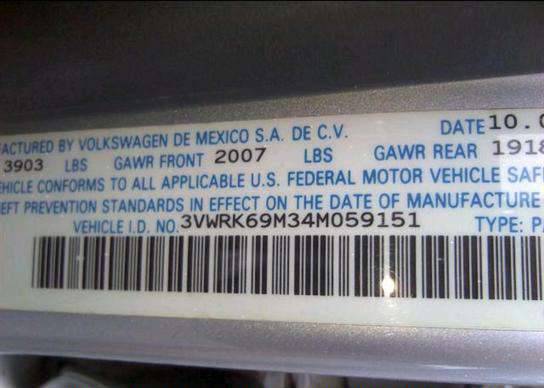 FACTURED BY VOLKSWAGEN DE MEXICO S.A. DE C.V. DATE 10.0
3903 LBS GAWR FRONT 2007 LBS GAWR REAR 1918
EHICLE CONFORMS TO ALL APPLICABLE U.S. FEDERAL MOTOR VEHICLE SAF
EFT PREVENTION STANDARDS IN EFFECT ON THE DATE OF MANUFACTURE
VEHICLE I.D. NO. 3VWRK69M34M059151 TYPE: PA